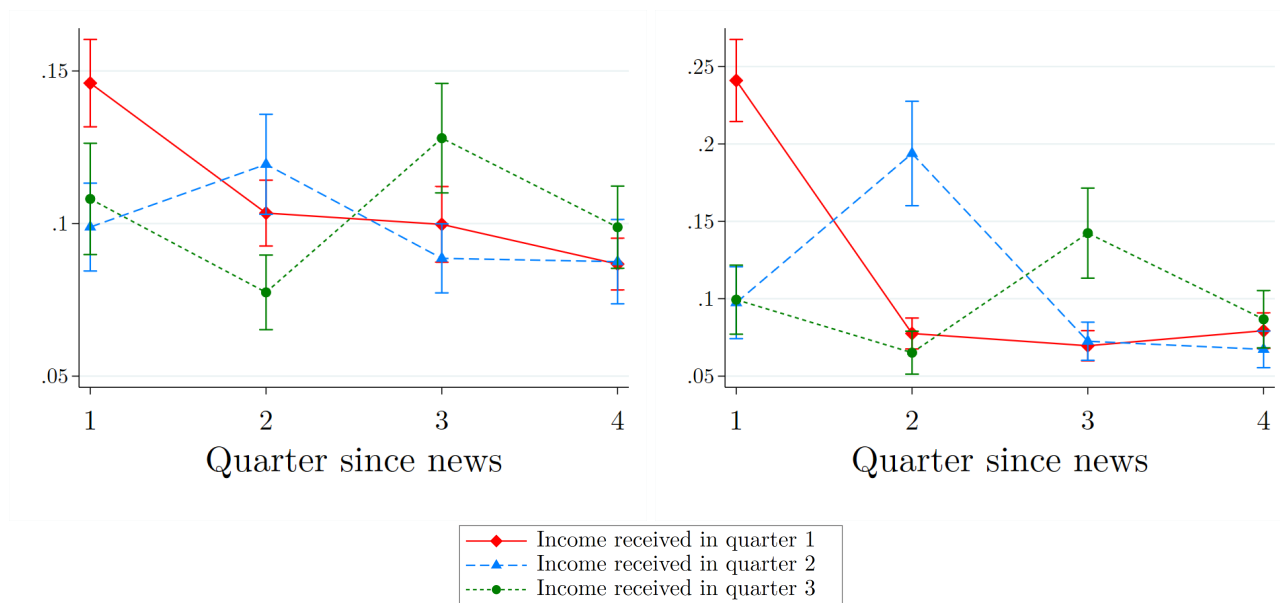 .15
.1
.05
1 2 3 4
Quarter since news
.25
.2
.15
.1
.05
1 2 3 4
Quarter since news
Income received in quarter 1
Income received in quarter 2
Income received in quarter 3